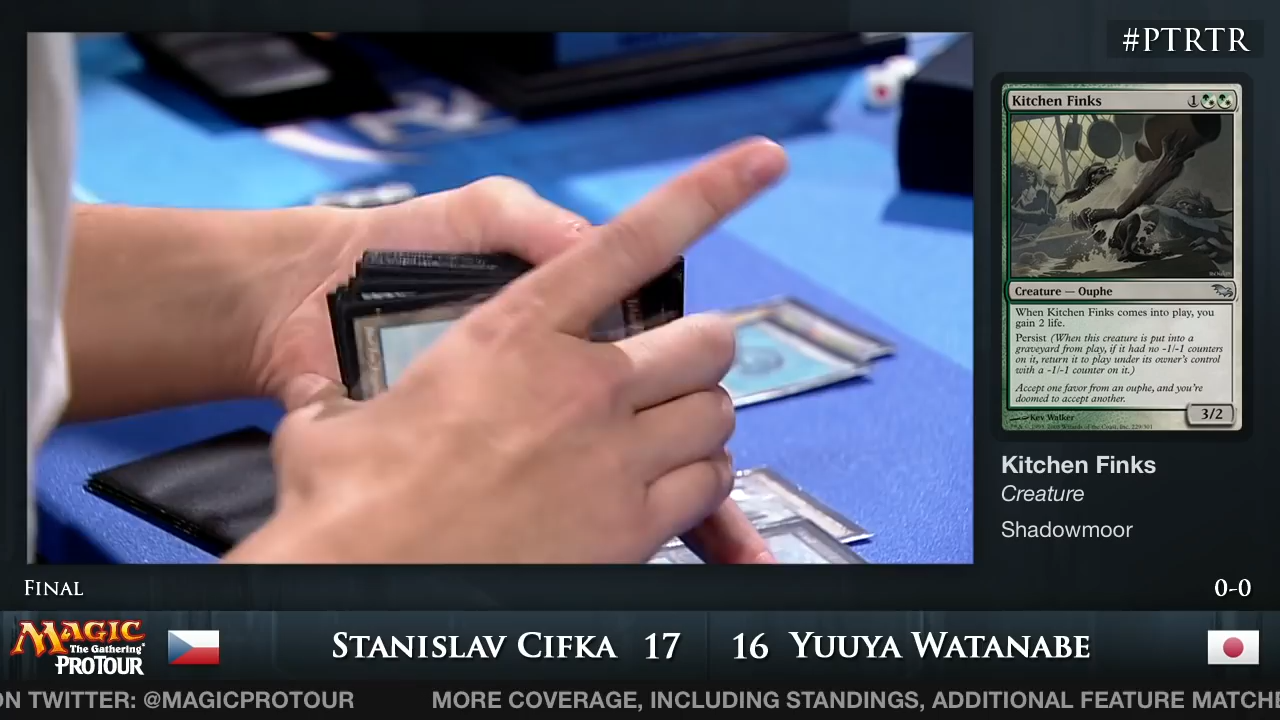 #PTRTR
Kitchen Finks 1
Creature — Ouphe
When Kitchen Finks comes into play, you
gain 2 life.
Persist (When this creature is put into a
graveyard from play, if it had no -1/-1 counters
on it, return it to play under its owner's control
with a -1/-1 counter on it.)
Accept one favor from an ouphe, and you're
doomed to accept another.
3/2
Kev Walker
Kitchen Finks
Creature
Shadowmoor
FINAL
0-0
MAGIC
The Gathering
PROTOUR
STANISLAV CIFKA 17
16 YUUYA WATANABE
ON TWITTER: @MAGICPROTOUR MORE COVERAGE, INCLUDING STANDINGS, ADDITIONAL FEATURE MATCHE